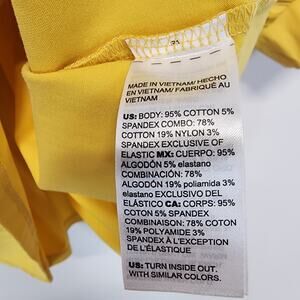 MADE IN VIETNAM/ HECHO
EN VIETNAM/ FABRIQUÉ AU
VIETNAM
US: BODY: 95% COTTON 5%
SPANDEX COMBO: 78%
COTTON 19% NYLON 3%
SPANDEX EXCLUSIVE OF
ELASTIC MX: CUERPO: 95%
ALGODÓN 5% elastano
COMBINACIÓN: 78%
ALGODÓN 19% poliamida 3%
elastano EXCLUSIVO DEL
ELÁSTICO CA: CORPS: 95%
COTON 5% SPANDEX
COMBINAISON: 78% COTON
19% POLYAMIDE 3%
SPANDEX À L'EXCEPTION
DE L'ÉLASTIQUE
US: TURN INSIDE OUT.
WITH SIMILAR COLORS.